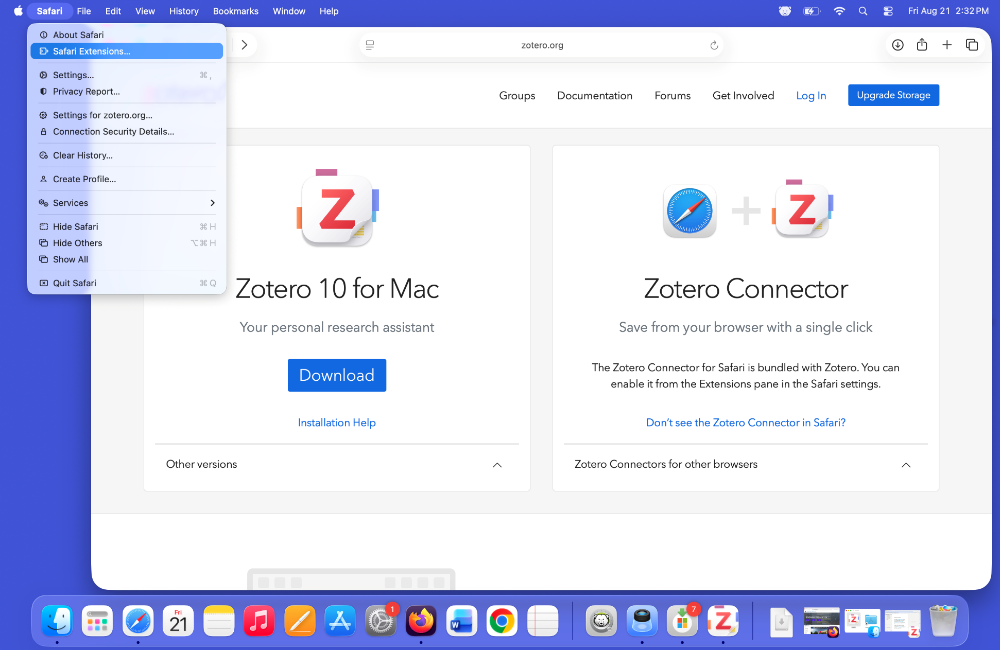 Safari File Edit View History Bookmarks Window Help Fri Aug 21 2:32 PM
About Safari
Safari Extensions...
Settings... ⌘ ,
Privacy Report...
Settings for zotero.org...
Connection Security Details...
Clear History...
Create Profile...
Services
Hide Safari ⌘ H
Hide Others ⌥ ⌘ H
Show All
Quit Safari ⌘ Q
zotero.org
Groups Documentation Forums Get Involved Log In Upgrade Storage
Zotero 10 for Mac
Your personal research assistant
Download
Installation Help
Other versions
Zotero Connector
Save from your browser with a single click
The Zotero Connector for Safari is bundled with Zotero. You can
enable it from the Extensions pane in the Safari settings.
Don’t see the Zotero Connector in Safari?
Zotero Connectors for other browsers
Fri
21
1
W
7
Z